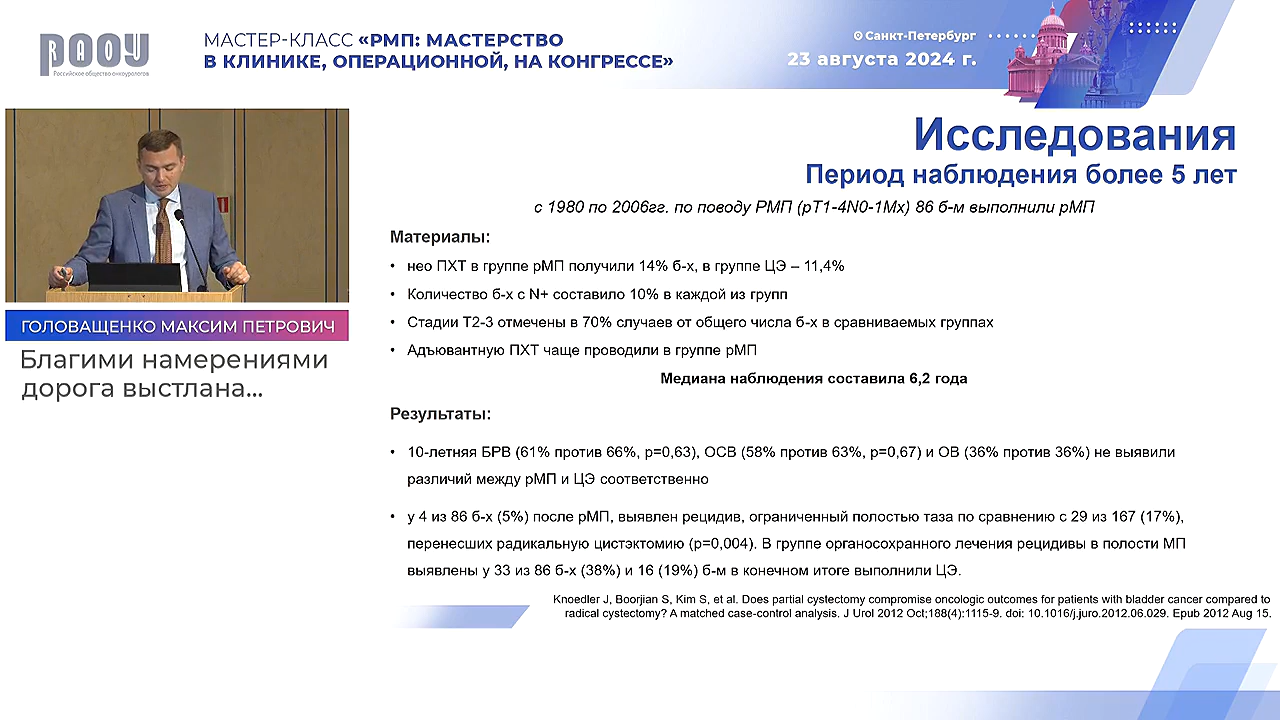 RAOY
Российское общество онкоурологов
МАСТЕР-КЛАСС «РМП: МАСТЕРСТВО
В КЛИНИКЕ, ОПЕРАЦИОННОЙ, НА КОНГРЕССЕ»
Санкт-Петербург
23 августа 2024 г.
ГОЛОВАЩЕНКО МАКСИМ ПЕТРОВИЧ
Благими намерениями
дорога выстлана...
Исследования
Период наблюдения более 5 лет
с 1980 по 2006гг. по поводу РМП (pT1-4N0-1Mx) 86 б-м выполнили рМП
Материалы:
• нео ПХТ в группе рМП получили 14% б-х, в группе ЦЭ – 11,4%
• Количество б-х с N+ составило 10% в каждой из групп
• Стадии Т2-3 отмечены в 70% случаев от общего числа б-х в сравниваемых группах
• Адъювантную ПХТ чаще проводили в группе рМП
Медиана наблюдения составила 6,2 года
Результаты:
• 10-летняя БРВ (61% против 66%, p=0,63), ОСВ (58% против 63%, p=0,67) и ОВ (36% против 36%) не выявили
различий между рМП и ЦЭ соответственно
• у 4 из 86 б-х (5%) после рМП, выявлен рецидив, ограниченный полостью таза по сравнению с 29 из 167 (17%),
перенесших радикальную цистэктомию (p=0,004). В группе органосохранного лечения рецидивы в полости МП
выявлены у 33 из 86 б-х (38%) и 16 (19%) б-м в конечном итоге выполнили ЦЭ.
Knoedler J, Boorjian S, Kim S, et al. Does partial cystectomy compromise oncologic outcomes for patients with bladder cancer compared to
radical cystectomy? A matched case-control analysis. J Urol 2012 Oct;188(4):1115-9. doi: 10.1016/j.juro.2012.06.029. Epub 2012 Aug 15.